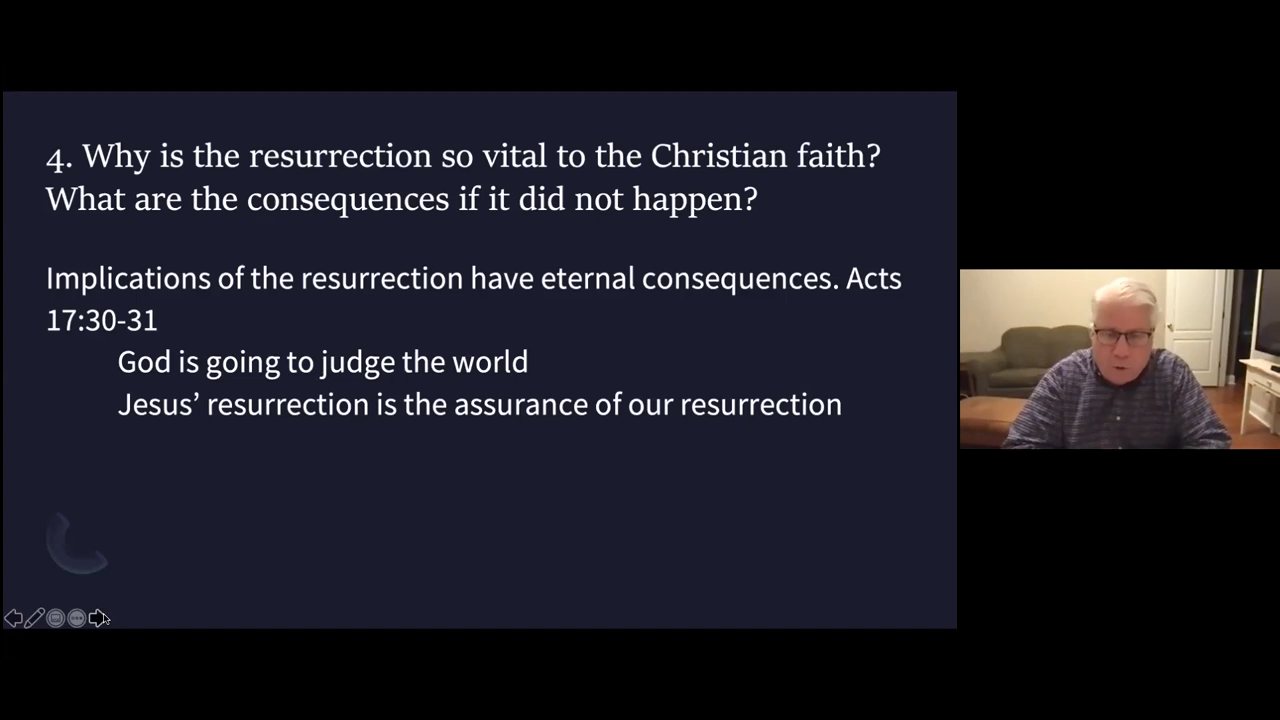 4. Why is the resurrection so vital to the Christian faith?
What are the consequences if it did not happen?
Implications of the resurrection have eternal consequences. Acts
17:30-31
God is going to judge the world
Jesus’ resurrection is the assurance of our resurrection